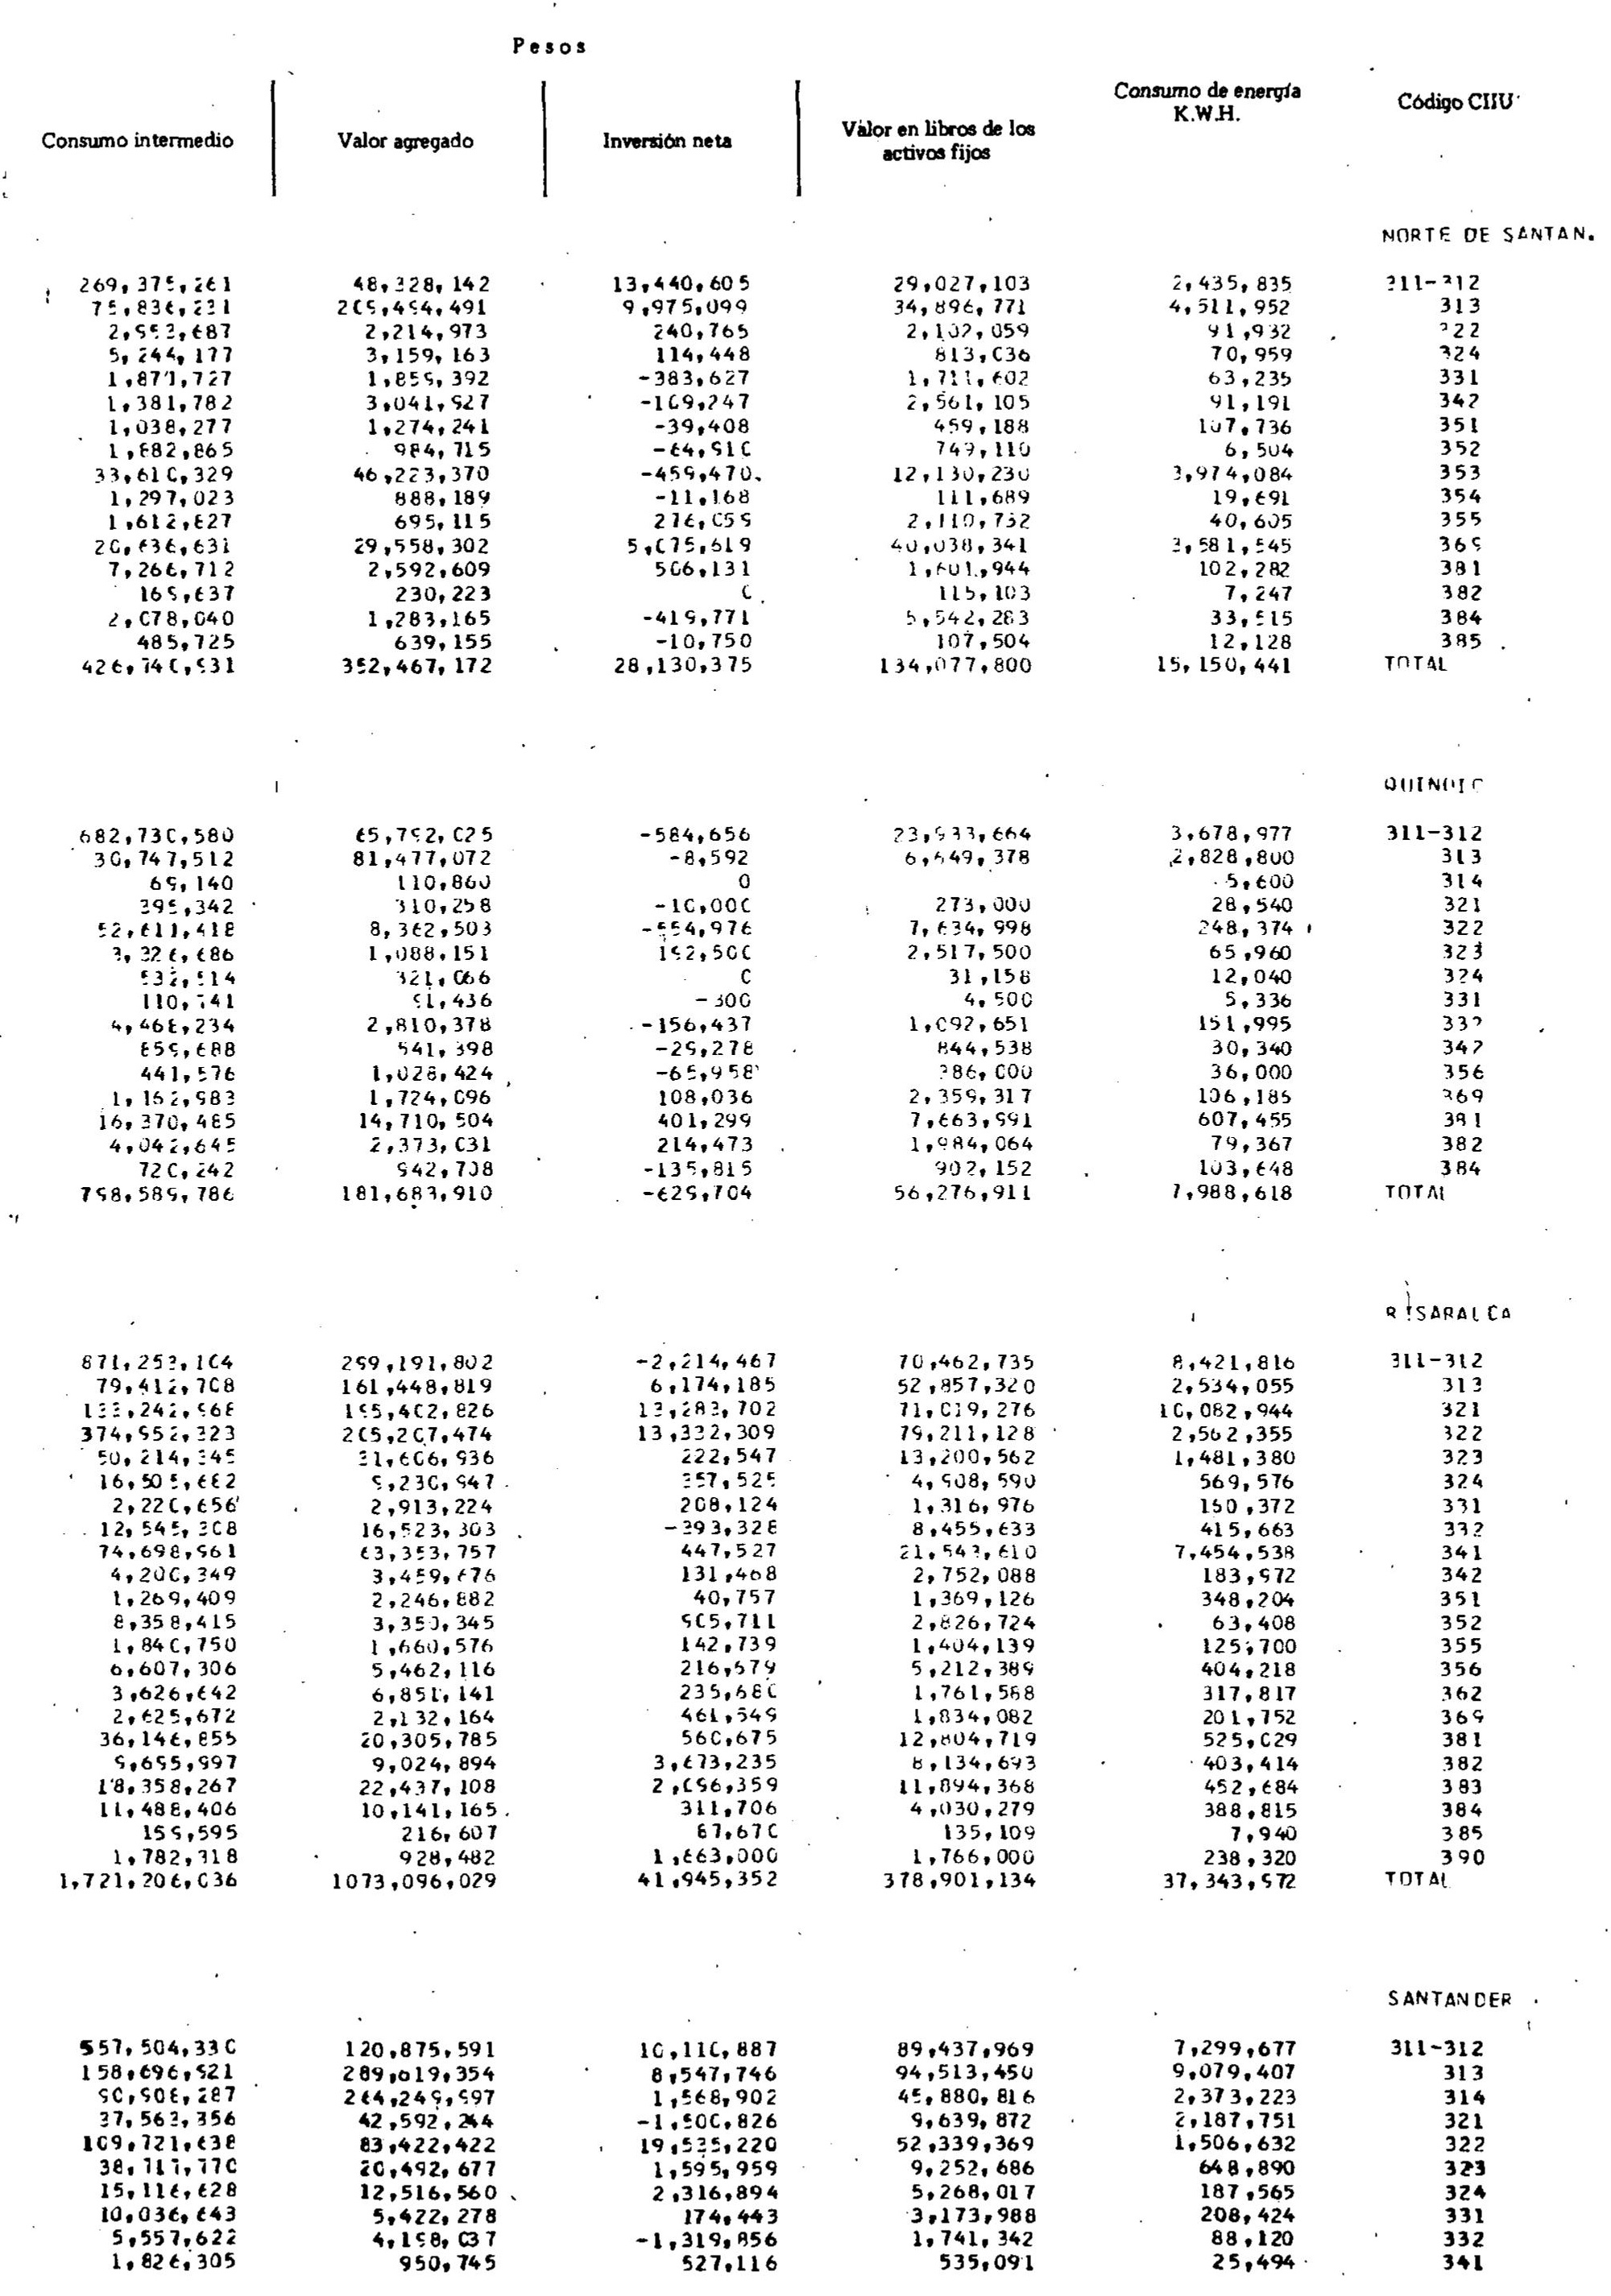 Pesos
Consumo intermedio Valor agregado Inversión neta Valor en libros de los activos fijos Consumo de energía K.W.H. Código CIIU
NORTE DE SANTAN.
269,375,261 48,328,142 13,440,605 29,027,103 2,435,835 311-312
75,836,231 205,454,491 9,975,099 34,896,771 4,511,952 313
2,953,687 2,214,973 240,765 2,102,059 91,932 322
5,244,177 3,159,163 114,448 813,036 70,959 324
1,871,727 1,855,392 -383,627 1,711,602 63,235 331
1,381,782 3,041,927 -169,247 2,561,105 91,191 342
1,038,277 1,274,241 -39,408 459,188 107,736 351
1,882,865 984,715 -64,910 749,110 6,504 352
33,610,329 46,223,370 -459,470 12,130,230 3,974,084 353
1,297,023 888,189 -11,168 111,689 19,691 354
1,612,827 695,115 276,059 2,110,732 40,605 355
20,636,631 29,558,302 5,075,619 40,038,341 3,581,545 369
7,266,712 2,592,609 506,131 1,601,944 102,282 381
165,637 230,223 0 115,103 7,247 382
2,078,040 1,283,165 -419,771 5,542,283 33,515 384
485,725 639,155 -10,750 107,504 12,128 385
426,740,931 352,467,172 28,130,375 134,077,800 15,150,441 TOTAL
QUINDIO
682,730,580 65,792,025 -584,656 23,933,664 3,678,977 311-312
30,747,512 81,477,072 -8,592 6,649,378 2,828,800 313
69,140 110,860 0 5,600 314
395,342 310,258 -10,000 273,000 28,540 321
52,611,418 8,362,503 -554,976 7,634,998 248,374 322
3,326,686 1,088,151 192,500 2,517,500 65,960 323
532,514 321,066 0 31,158 12,040 324
110,741 91,436 -300 4,500 5,336 331
4,468,234 2,810,378 -156,437 1,092,651 151,995 332
859,688 541,398 -29,278 844,538 30,340 342
441,576 1,028,424 -65,958 386,000 36,000 356
1,162,983 1,724,096 108,036 2,359,317 106,185 369
16,370,485 14,710,504 401,299 7,663,991 607,455 381
4,042,645 2,373,031 214,473 1,984,064 79,367 382
720,242 942,708 -135,815 902,152 103,648 384
798,589,786 181,683,910 -629,704 56,276,911 7,988,618 TOTAL
RISARALDA
871,253,104 299,191,802 -2,214,467 70,462,735 8,421,816 311-312
79,412,708 161,448,819 6,174,185 52,857,320 2,534,055 313
133,242,968 195,402,826 13,283,702 71,019,276 10,082,944 321
374,952,323 205,207,474 13,332,309 79,211,128 2,562,355 322
50,214,345 31,606,936 222,547 13,200,562 1,481,380 323
16,505,682 9,230,947 357,525 4,908,590 569,576 324
2,220,656 2,913,224 208,124 1,316,976 150,372 331
12,545,308 16,523,303 -393,328 8,455,633 415,663 332
74,698,961 63,353,757 447,527 21,543,610 7,454,538 341
4,200,349 3,459,676 131,468 2,752,088 183,972 342
1,269,409 2,246,882 40,757 1,369,126 348,204 351
8,358,415 3,350,345 905,711 2,826,724 63,408 352
1,840,750 1,660,576 142,739 1,404,139 125,700 355
6,607,306 5,462,116 216,579 5,212,389 404,218 356
3,626,642 6,851,141 235,680 1,761,588 317,817 362
2,625,672 2,132,164 461,549 1,834,082 201,752 369
36,146,855 20,305,785 560,675 12,804,719 525,029 381
9,695,997 9,024,894 3,673,235 8,134,693 403,414 382
18,358,267 22,437,108 2,096,359 11,894,368 452,684 383
11,488,406 10,141,165 311,706 4,030,279 388,815 384
159,595 216,607 67,670 135,109 7,940 385
1,782,318 928,482 1,663,000 1,766,000 238,320 390
1,721,206,036 1073,096,029 41,945,352 378,901,134 37,343,972 TOTAL
SANTANDER
557,504,330 120,875,591 10,110,887 89,437,969 7,299,677 311-312
158,696,921 289,619,354 8,547,746 94,513,450 9,079,407 313
90,908,287 264,249,997 1,568,902 45,880,816 2,373,223 314
37,563,356 42,592,244 -1,500,826 9,639,872 2,187,751 321
109,721,638 83,422,422 19,535,220 52,339,369 1,506,632 322
38,717,770 20,492,677 1,595,959 9,252,686 648,890 323
15,116,628 12,516,560 2,316,894 5,268,017 187,565 324
10,036,643 5,422,278 174,443 3,173,988 208,424 331
5,557,622 4,158,037 -1,319,856 1,741,342 88,120 332
1,826,305 950,745 527,116 535,091 25,494 341